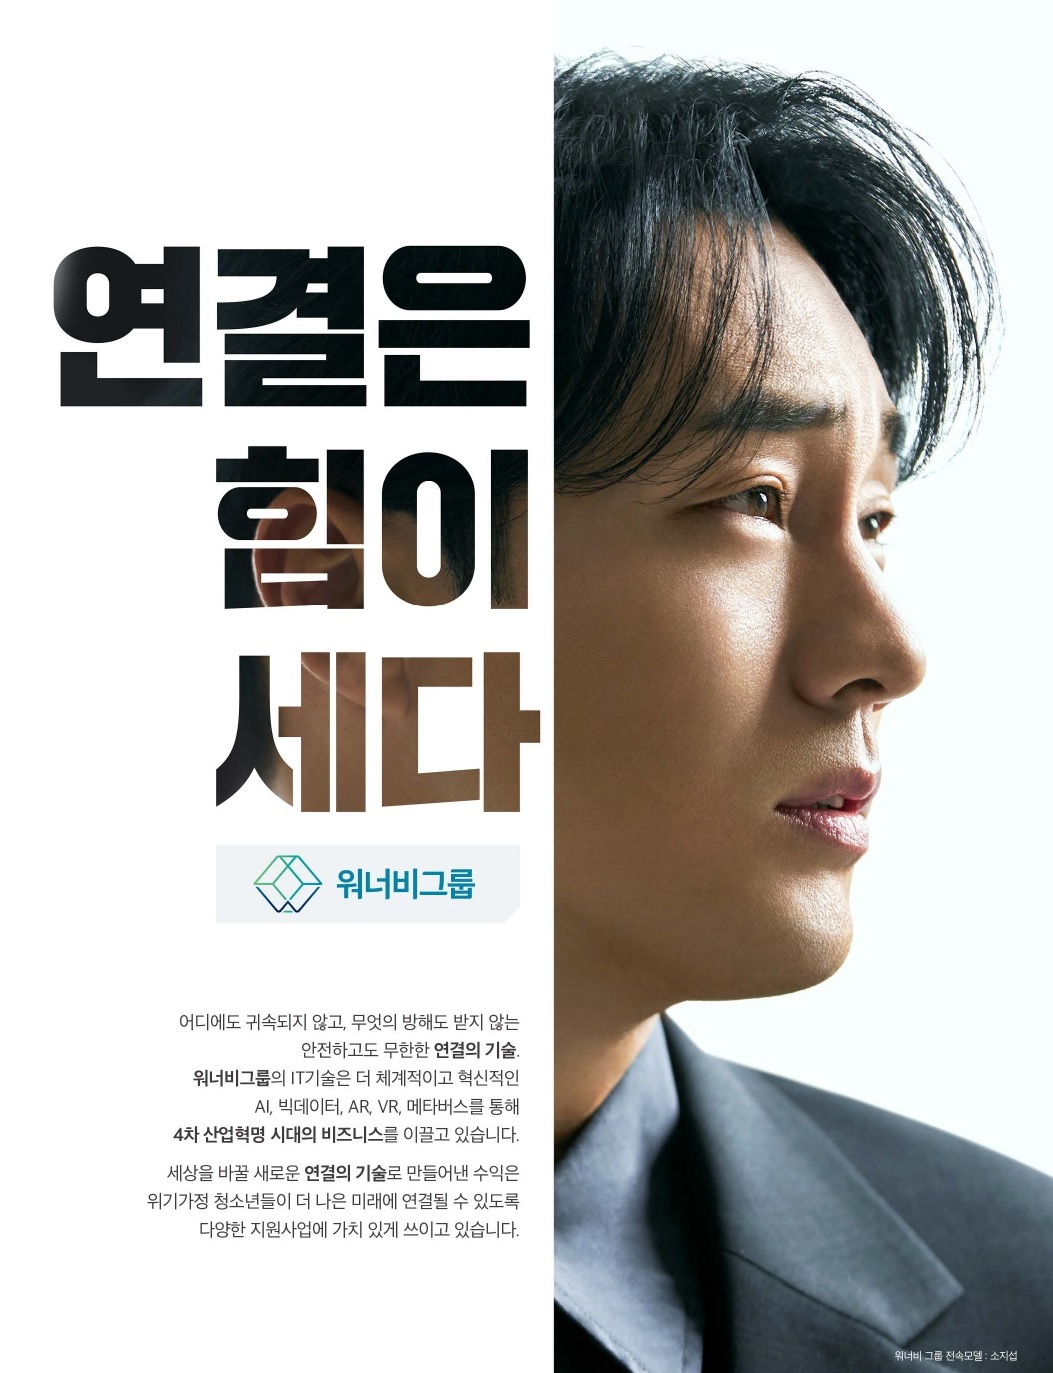 연결은
힘이
세다
워너비그룹
어디에도 귀속되지 않고, 무엇의 방해도 받지 않는
안전하고도 무한한 연결의 기술.
워너비그룹의 IT기술은 더 체계적이고 혁신적인
AI, 빅데이터, AR, VR, 메타버스를 통해
4차 산업혁명 시대의 비즈니스를 이끌고 있습니다.
세상을 바꿀 새로운 연결의 기술로 만들어낸 수익은
위기가정 청소년들이 더 나은 미래에 연결될 수 있도록
다양한 지원사업에 가치 있게 쓰이고 있습니다.
워너비 그룹 전속모델 : 소지섭